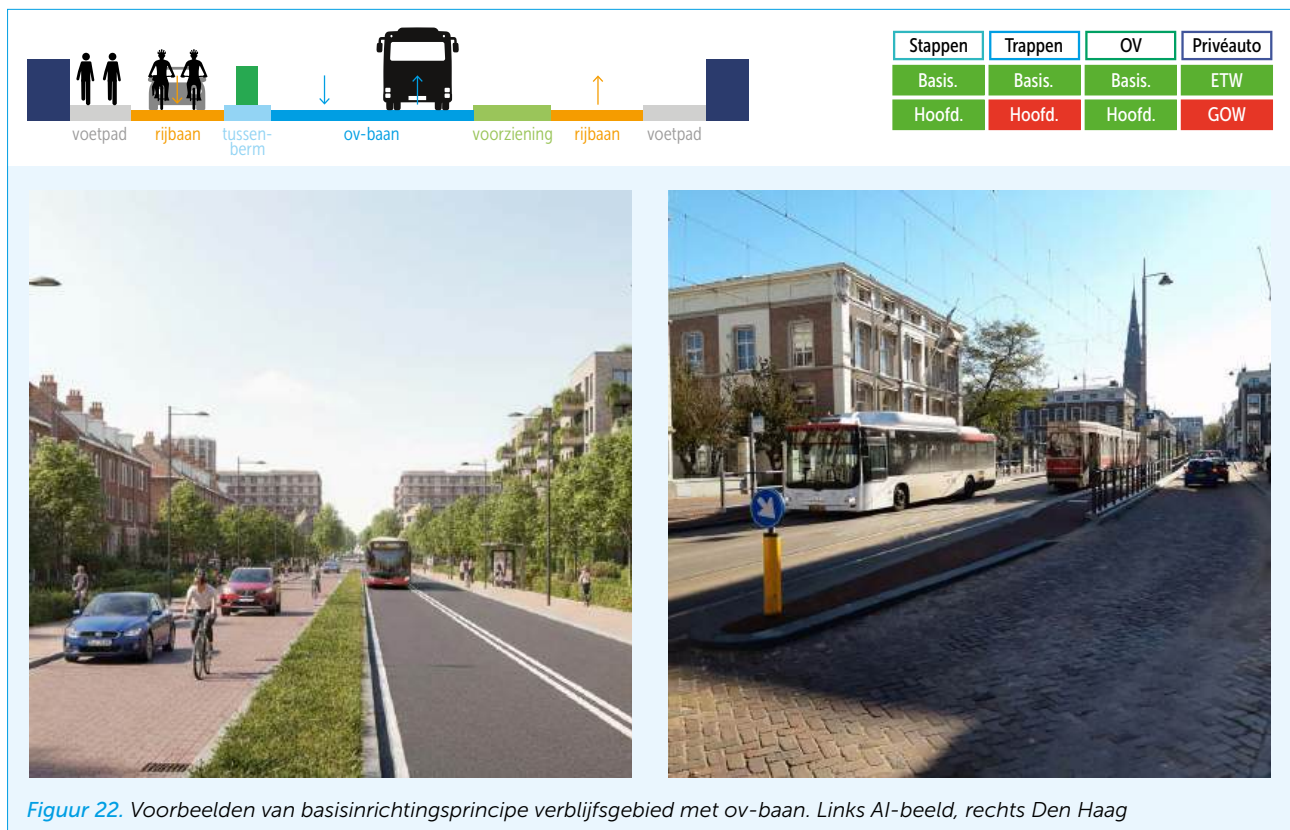 voetpad rijbaan tussen-
berm ov-baan voorziening rijbaan voetpad
Stappen Trappen OV Privéauto
Basis. Basis. Basis. ETW
Hoofd. Hoofd. Hoofd. GOW
Figuur 22. Voorbeelden van basisinrichtingsprincipe verblijfsgebied met ov-baan. Links AI-beeld, rechts Den Haag